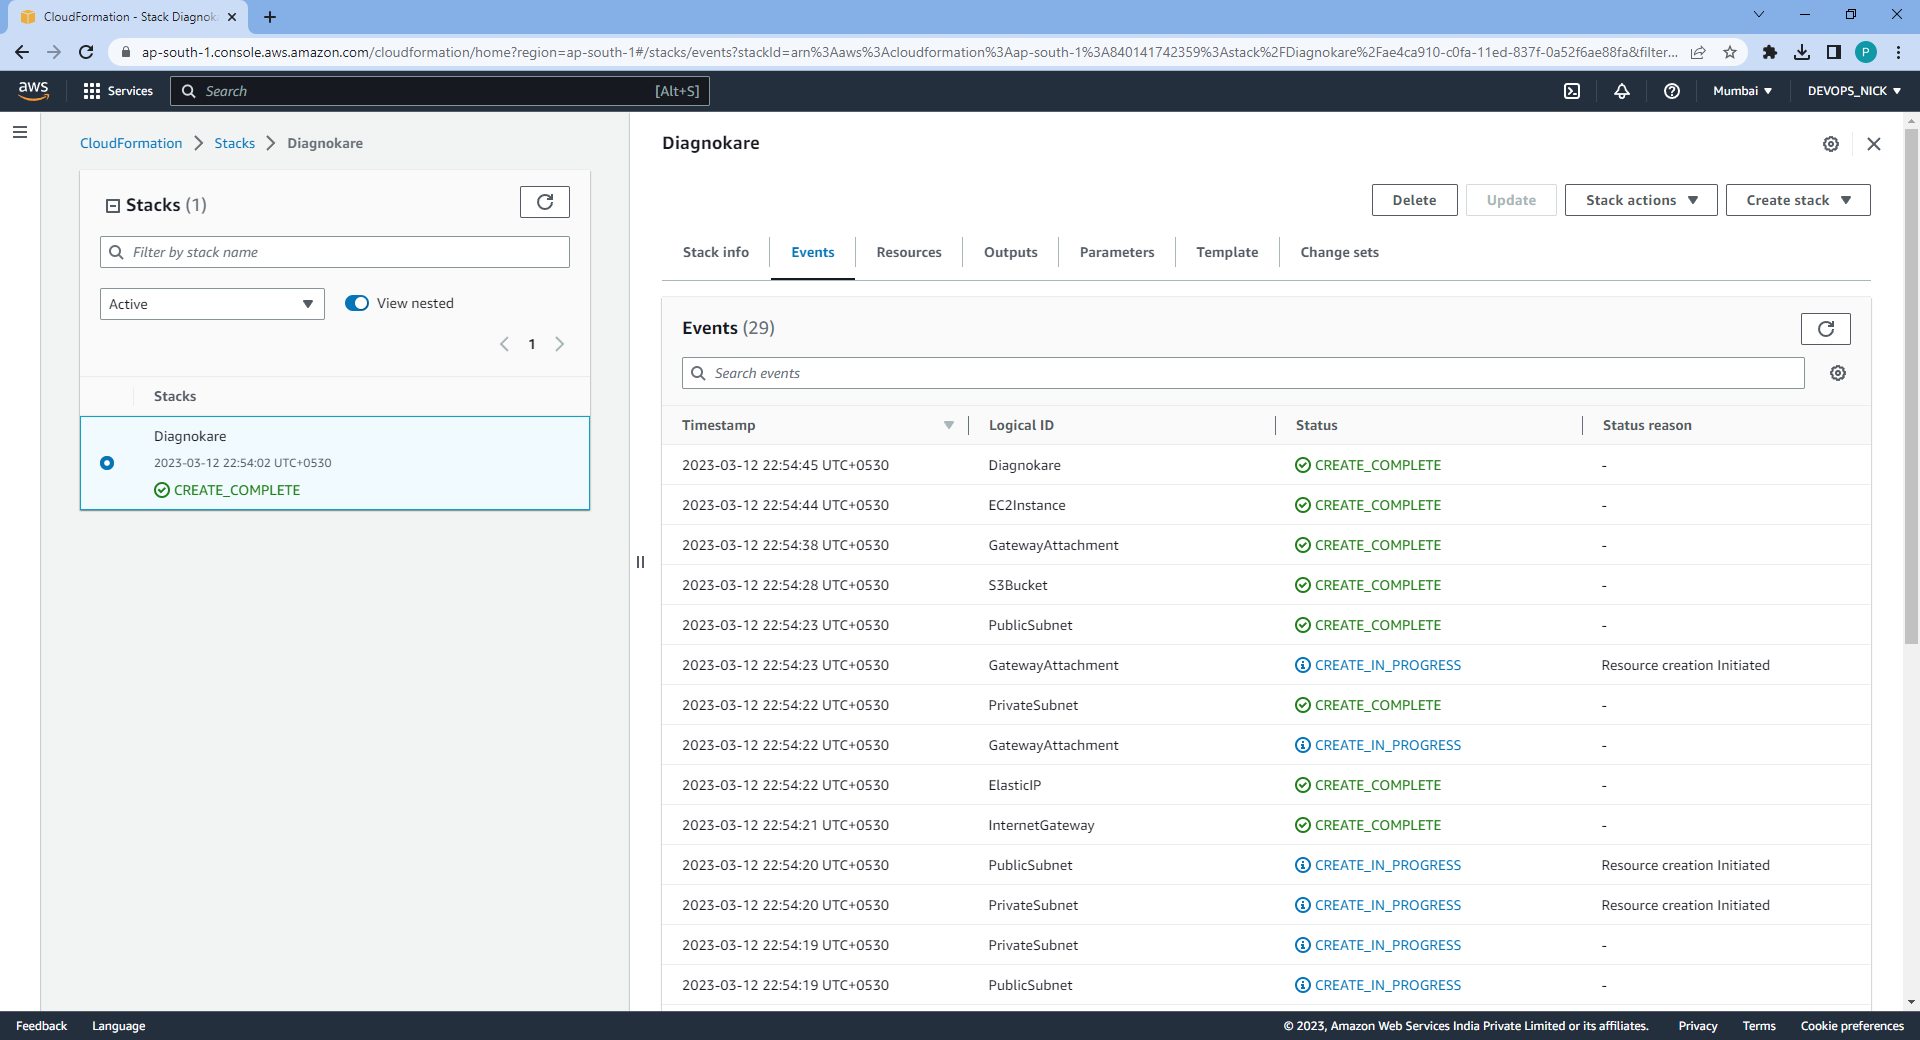 CloudFormation - Stack Diagnok
ap-south-1.console.aws.amazon.com/cloudformation/home?region=ap-south-1#/stacks/events?stackId=arn%3Aaws%3Acloudformation%3Aap-south-1%3A840141742359%3Astack%2FDiagnokare%2Fae4ca910-c0fa-11ed-837f-0a52f6ae88fa&filter...
P
aws
Services
Search
[Alt+S]
Mumbai
DEVOPS_NICK
CloudFormation
Stacks
Diagnokare
Stacks (1)
Filter by stack name
Active
View nested
1
Stacks
Diagnokare
2023-03-12 22:54:02 UTC+0530
CREATE_COMPLETE
Diagnokare
Delete
Update
Stack actions
Create stack
Stack info
Events
Resources
Outputs
Parameters
Template
Change sets
Events (29)
Search events
Timestamp Logical ID Status Status reason
2023-03-12 22:54:45 UTC+0530 Diagnokare CREATE_COMPLETE -
2023-03-12 22:54:44 UTC+0530 EC2Instance CREATE_COMPLETE -
2023-03-12 22:54:38 UTC+0530 GatewayAttachment CREATE_COMPLETE -
2023-03-12 22:54:28 UTC+0530 S3Bucket CREATE_COMPLETE -
2023-03-12 22:54:23 UTC+0530 PublicSubnet CREATE_COMPLETE -
2023-03-12 22:54:23 UTC+0530 GatewayAttachment CREATE_IN_PROGRESS Resource creation Initiated
2023-03-12 22:54:22 UTC+0530 PrivateSubnet CREATE_COMPLETE -
2023-03-12 22:54:22 UTC+0530 GatewayAttachment CREATE_IN_PROGRESS -
2023-03-12 22:54:22 UTC+0530 ElasticIP CREATE_COMPLETE -
2023-03-12 22:54:21 UTC+0530 InternetGateway CREATE_COMPLETE -
2023-03-12 22:54:20 UTC+0530 PublicSubnet CREATE_IN_PROGRESS Resource creation Initiated
2023-03-12 22:54:20 UTC+0530 PrivateSubnet CREATE_IN_PROGRESS Resource creation Initiated
2023-03-12 22:54:19 UTC+0530 PrivateSubnet CREATE_IN_PROGRESS -
2023-03-12 22:54:19 UTC+0530 PublicSubnet CREATE_IN_PROGRESS -
Feedback
Language
© 2023, Amazon Web Services India Private Limited or its affiliates.
Privacy
Terms
Cookie preferences